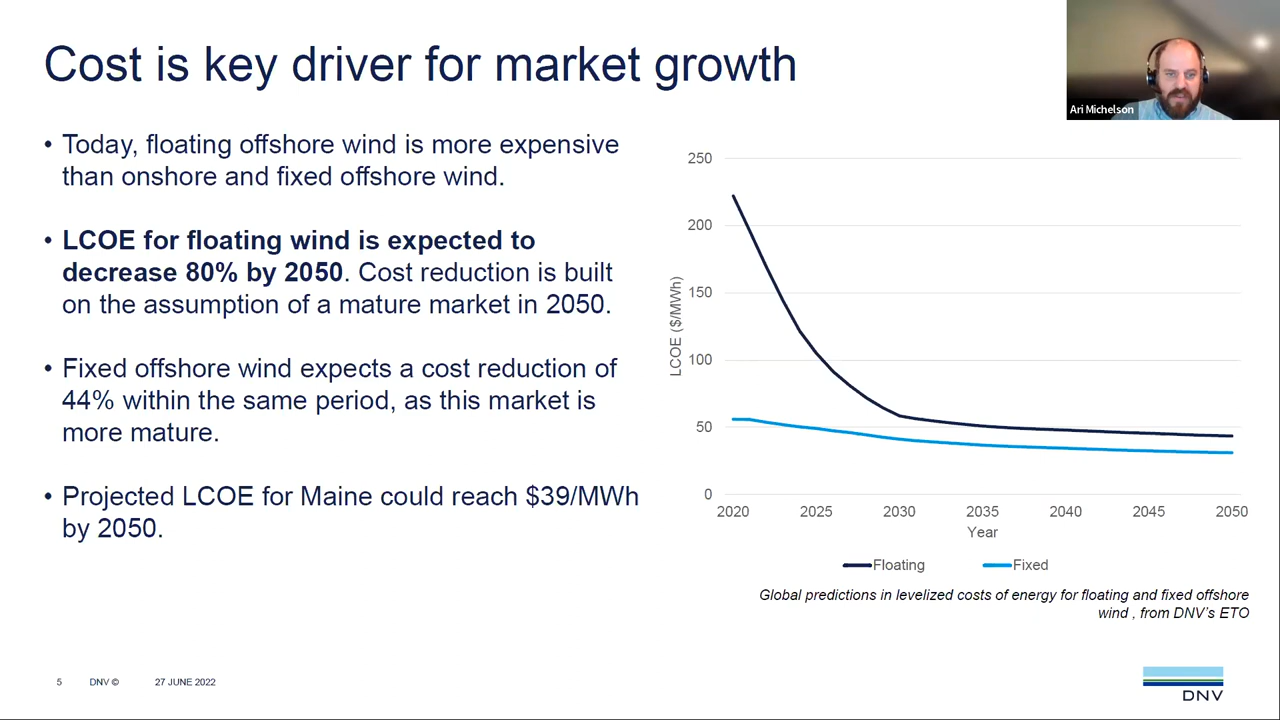 Cost is key driver for market growth
Ari Michelson
• Today, floating offshore wind is more expensive
than onshore and fixed offshore wind.
• LCOE for floating wind is expected to
decrease 80% by 2050. Cost reduction is built
on the assumption of a mature market in 2050.
• Fixed offshore wind expects a cost reduction of
44% within the same period, as this market is
more mature.
• Projected LCOE for Maine could reach $39/MWh
by 2050.
250
200
150
100
50
0
LCOE ($/MWh)
2020 2025 2030 2035 2040 2045 2050
Year
Floating Fixed
Global predictions in levelized costs of energy for floating and fixed offshore
wind , from DNV's ETO
5 DNV © 27 JUNE 2022
DNV